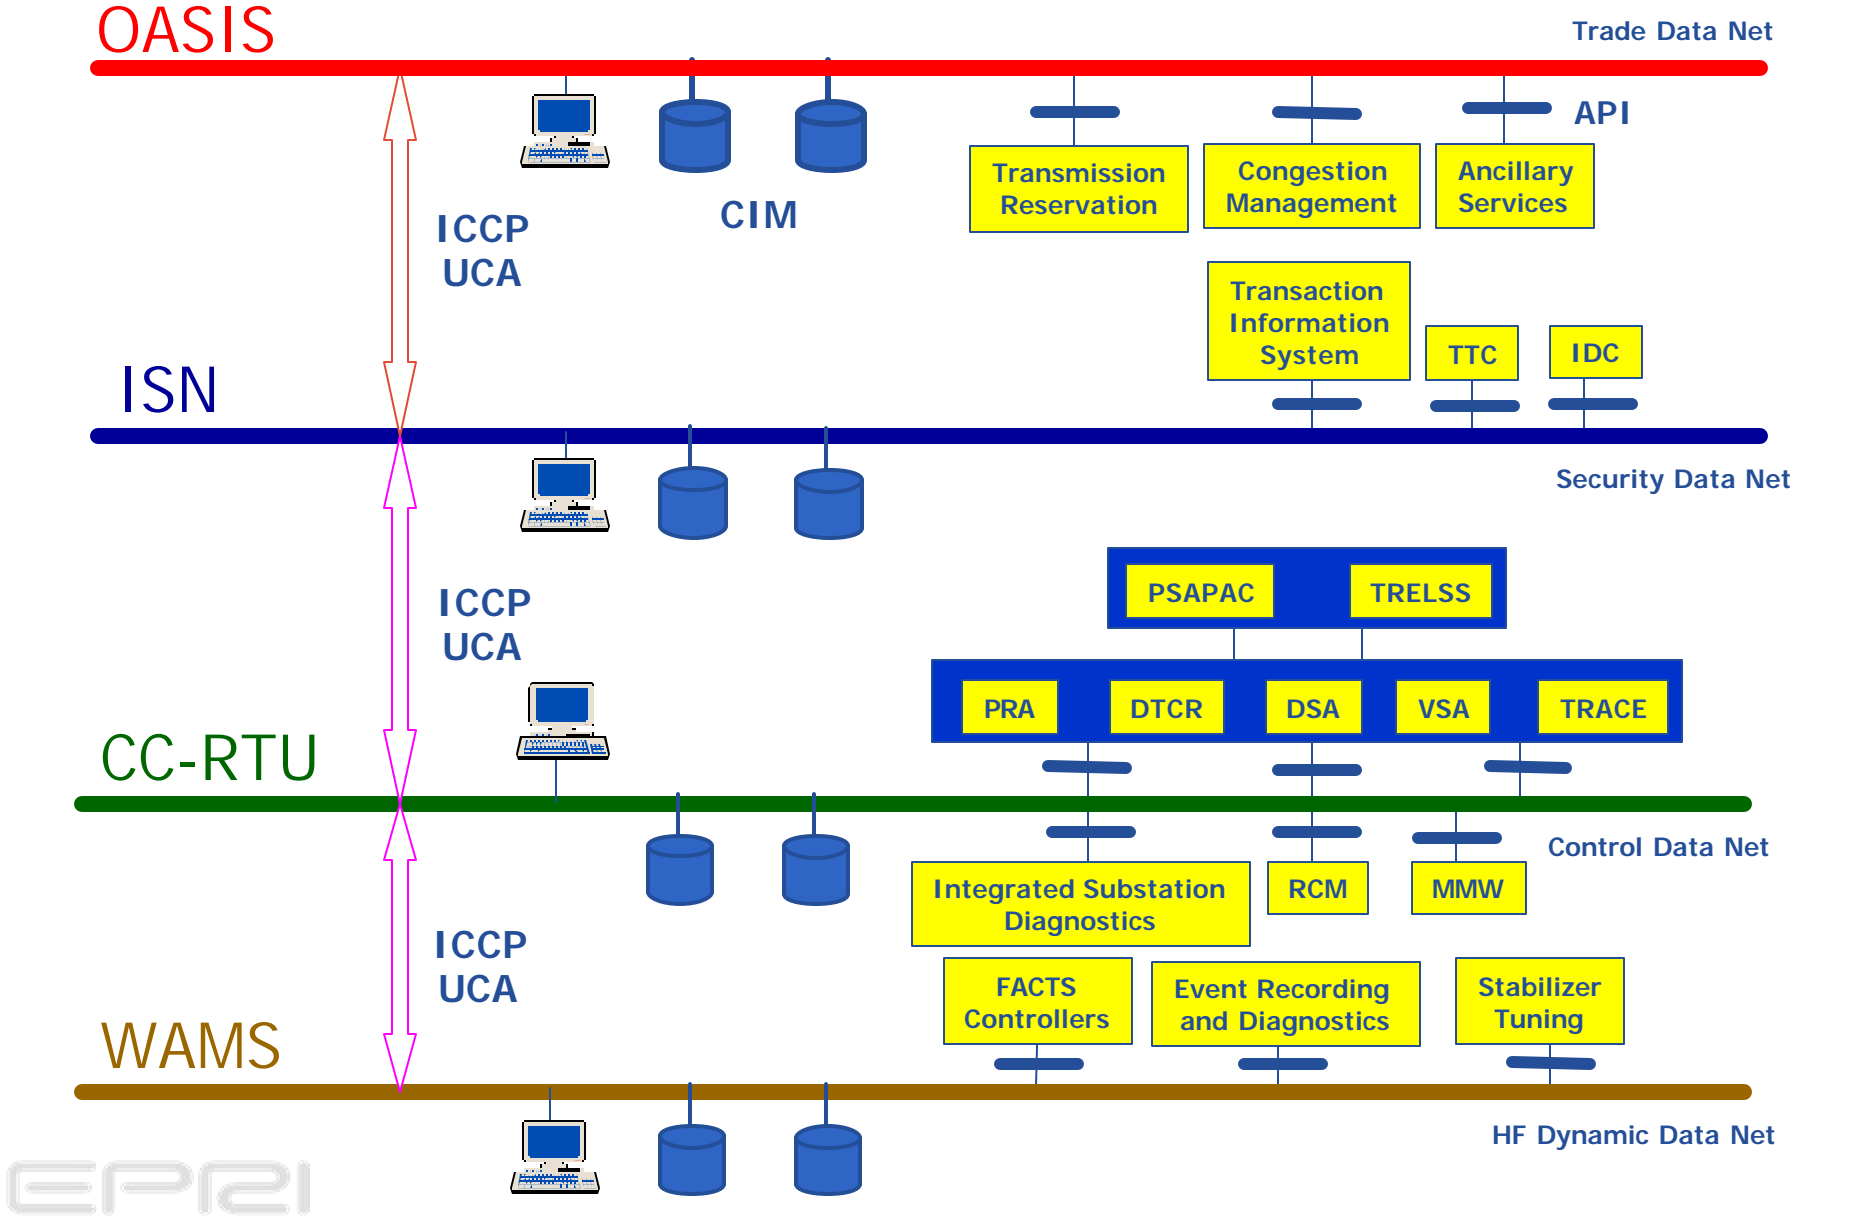 OASIS
Trade Data Net
API
Transmission
Reservation
Congestion
Management
Ancillary
Services
CIM
ICCP
UCA
Transaction
Information
System
TTC
IDC
ISN
Security Data Net
PSAPAC
TRELSS
ICCP
UCA
PRA
DTCR
DSA
VSA
TRACE
CC-RTU
Control Data Net
Integrated Substation
Diagnostics
RCM
MMW
ICCP
UCA
FACTS
Controllers
Event Recording
and Diagnostics
Stabilizer
Tuning
WAMS
HF Dynamic Data Net
EPRI